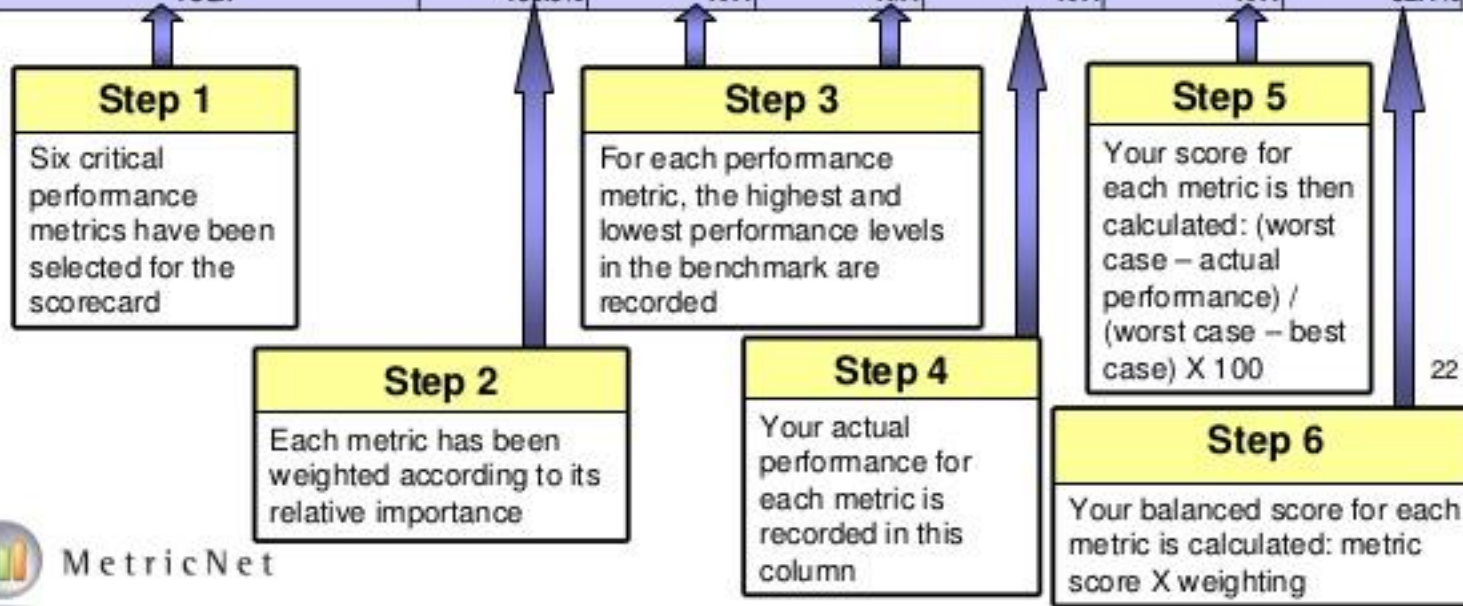 Step 1
Six critical
performance
metrics have been
selected for the
scorecard
Step 2
Each metric has been
weighted according to its
relative importance
Step 3
For each performance
metric, the highest and
lowest performance levels
in the benchmark are
recorded
Step 4
Your actual
performance for
each metric is
recorded in this
column
Step 5
Your score for
each metric is then
calculated: (worst
case – actual
performance) /
(worst case – best
case) X 100
22
Step 6
Your balanced score for each
metric is calculated: metric
score X weighting
MetricNet